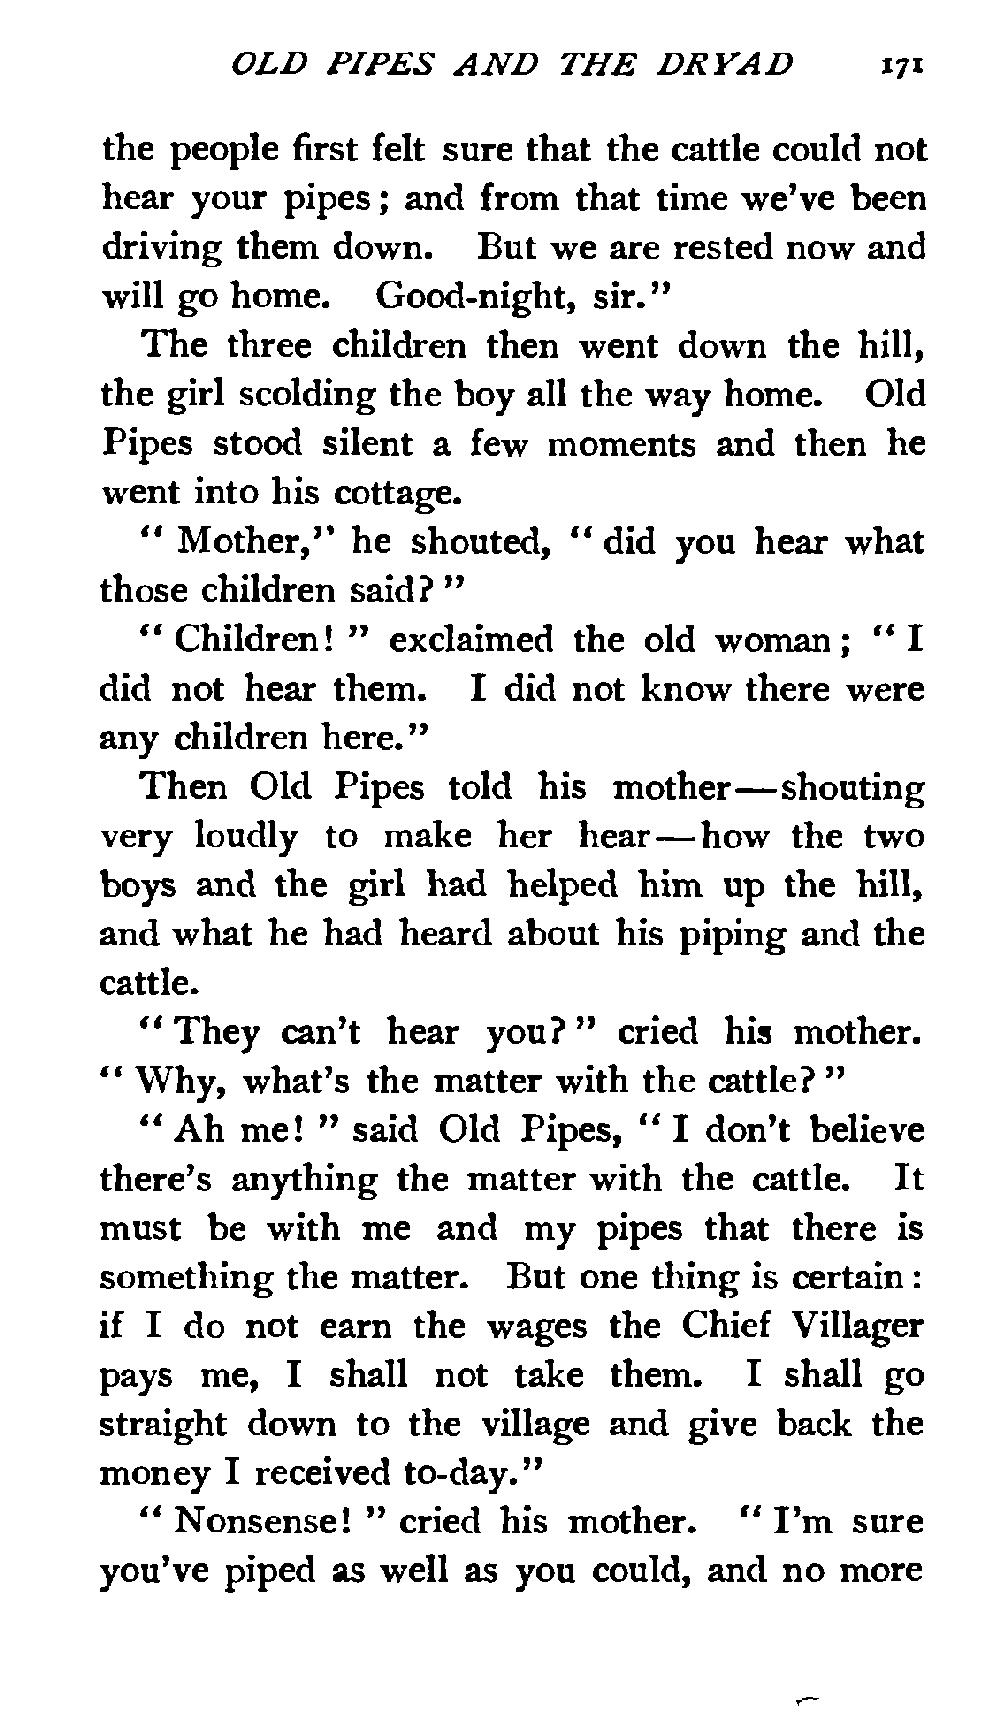 OLD PIPES AND THE DRYAD 171
the people first felt sure that the cattle could not
hear your pipes; and from that time we've been
driving them down. But we are rested now and
will go home. Good-night, sir."
The three children then went down the hill,
the girl scolding the boy all the way home. Old
Pipes stood silent a few moments and then he
went into his cottage.
"Mother," he shouted, "did you hear what
those children said?"
"Children!" exclaimed the old woman; "I
did not hear them. I did not know there were
any children here."
Then Old Pipes told his mother—shouting
very loudly to make her hear—how the two
boys and the girl had helped him up the hill,
and what he had heard about his piping and the
cattle.
"They can't hear you?" cried his mother.
"Why, what's the matter with the cattle?"
"Ah me!" said Old Pipes, "I don't believe
there's anything the matter with the cattle. It
must be with me and my pipes that there is
something the matter. But one thing is certain:
if I do not earn the wages the Chief Villager
pays me, I shall not take them. I shall go
straight down to the village and give back the
money I received to-day."
"Nonsense!" cried his mother. "I'm sure
you've piped as well as you could, and no more